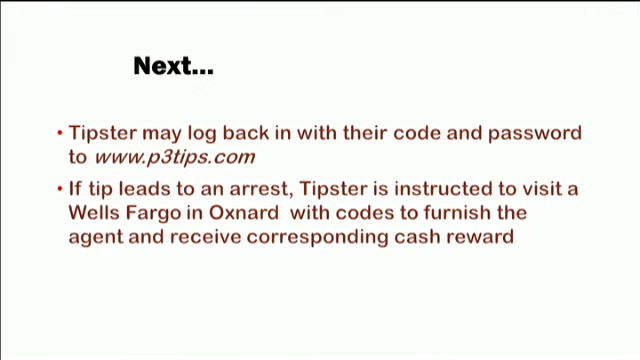 Next...
• Tipster may log back in with their code and password
to www.p3tips.com
• If tip leads to an arrest, Tipster is instructed to visit a
Wells Fargo in Oxnard with codes to furnish the
agent and receive corresponding cash reward